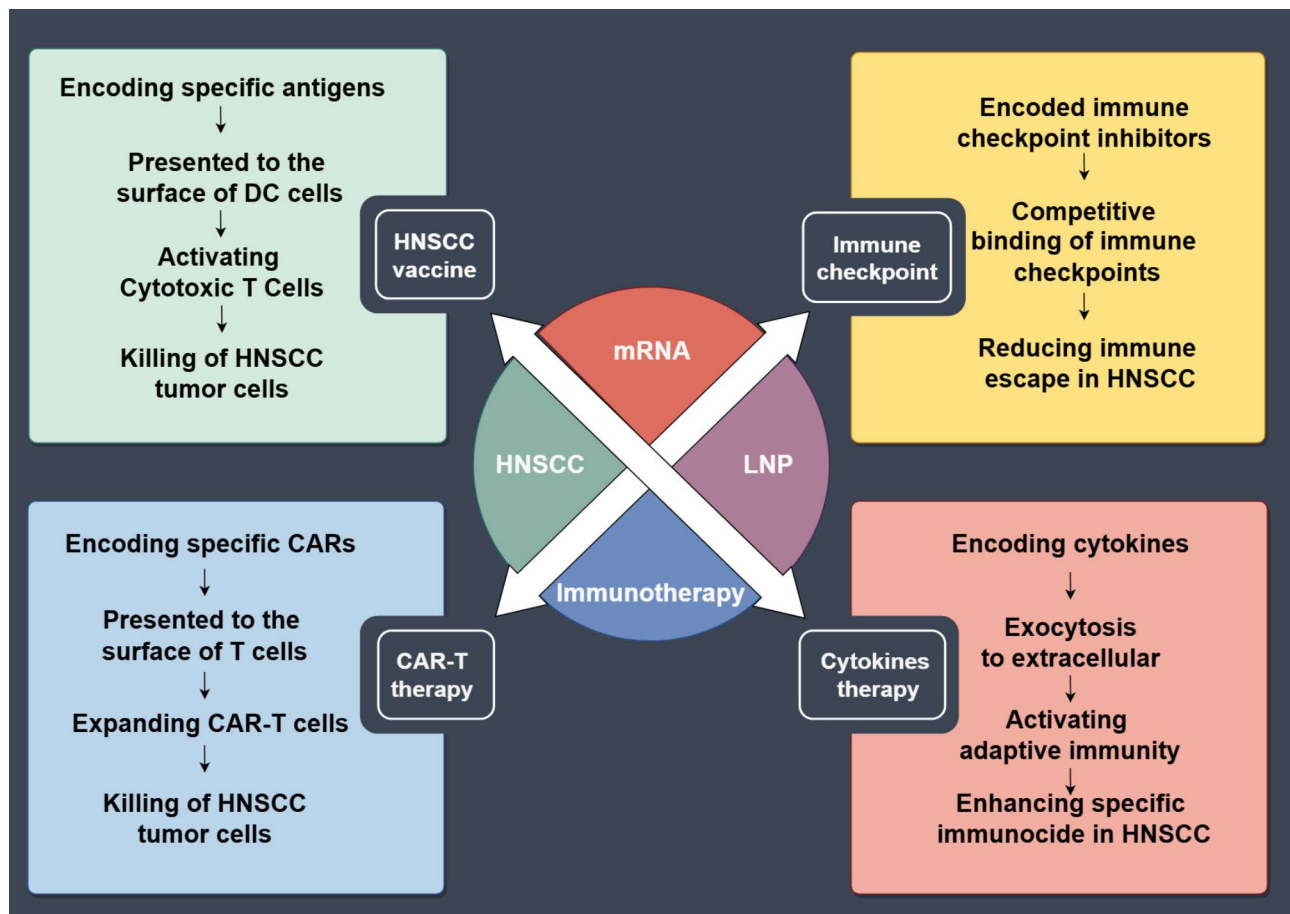 Encoding specific antigens
Presented to the
surface of DC cells
Activating
Cytotoxic T Cells
Killing of HNSCC
tumor cells
HNSCC
vaccine
Encoded immune
checkpoint inhibitors
Competitive
binding of immune
checkpoints
Reducing immune
escape in HNSCC
Immune
checkpoint
mRNA
HNSCC
LNP
Immunotherapy
Encoding specific CARs
Presented to the
surface of T cells
Expanding CAR-T cells
Killing of HNSCC
tumor cells
CAR-T
therapy
Encoding cytokines
Exocytosis
to extracellular
Activating
adaptive immunity
Enhancing specific
immunocide in HNSCC
Cytokines
therapy